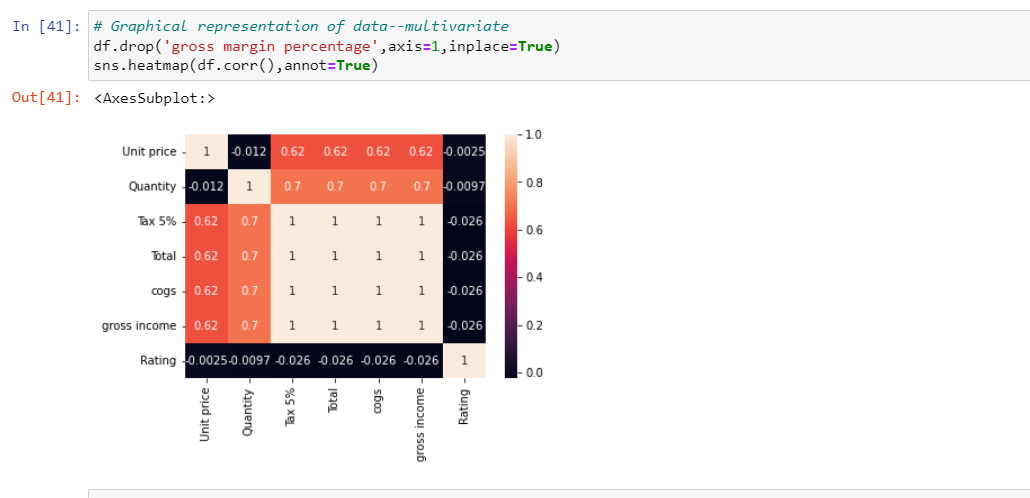 In [41]: # Graphical representation of data--multivariate
df.drop('gross margin percentage',axis=1,inplace=True)
sns.heatmap(df.corr(),annot=True)
Out[41]: <AxesSubplot:>
Unit price 1 -0.012 0.62 0.62 0.62 0.62 -0.0025
Quantity -0.012 1 0.7 0.7 0.7 0.7 -0.0097
Tax 5% 0.62 0.7 1 1 1 1 -0.026
Total 0.62 0.7 1 1 1 1 -0.026
cogs 0.62 0.7 1 1 1 1 -0.026
gross income 0.62 0.7 1 1 1 1 -0.026
Rating -0.0025 -0.0097 -0.026 -0.026 -0.026 -0.026 1
Unit price
Quantity
Tax 5%
Total
cogs
gross income
Rating
1.0
0.8
0.6
0.4
0.2
0.0